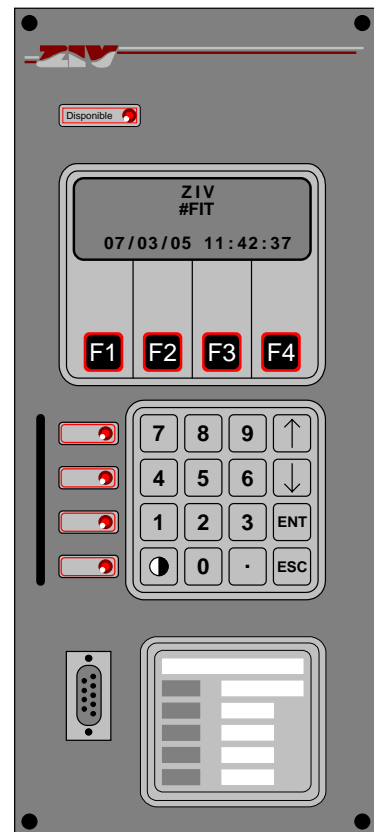 ZIV
Disponible
ZIV
#FIT
07/03/05 11:42:37
F1 F2 F3 F4
7 8 9 ↑
4 5 6 ↓
1 2 3 ENT
0 . ESC